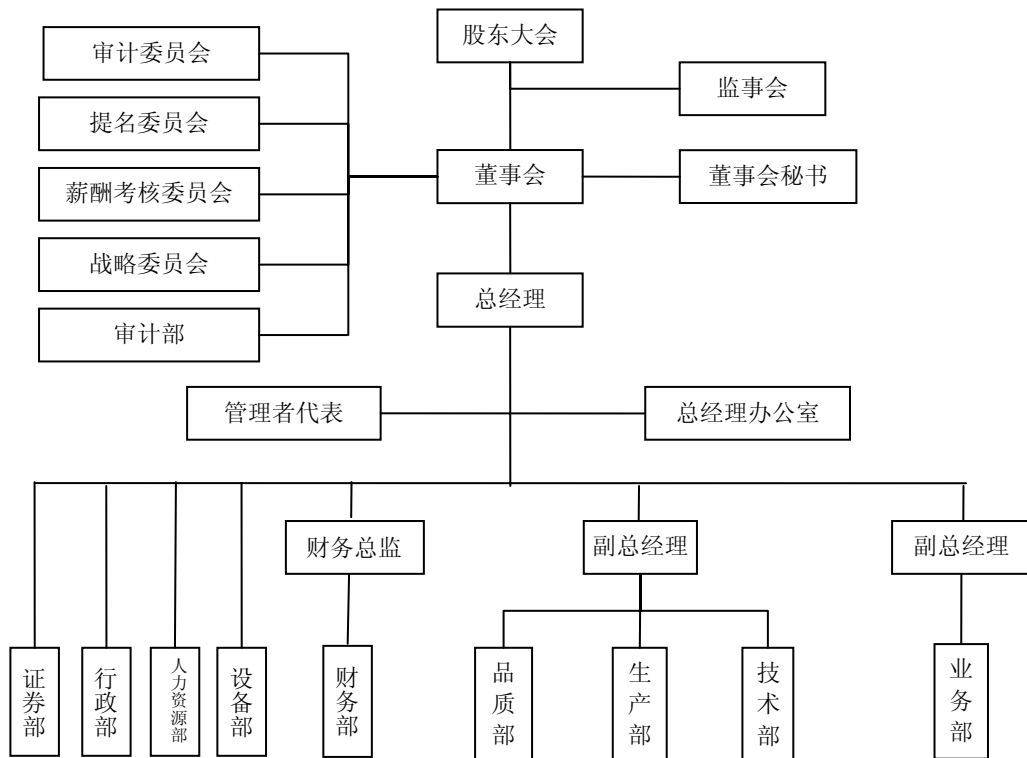 股东大会
审计委员会
监事会
提名委员会
董事会
董事会秘书
薪酬考核委员会
战略委员会
总经理
审计部
管理者代表
总经理办公室
财务总监
副总经理
副总经理
证券部
行政部
人力资源部
设备部
财务部
品质部
生产部
技术部
业务部